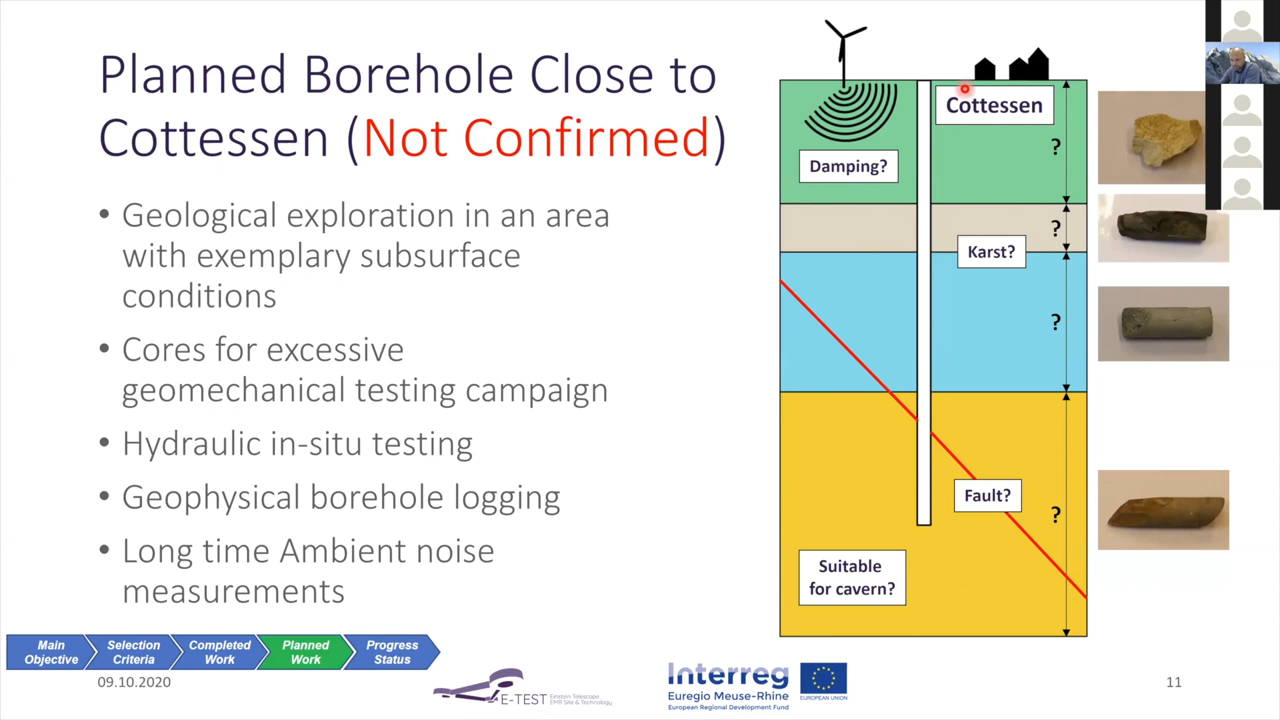 Planned Borehole Close to
Cottessen (Not Confirmed)
• Geological exploration in an area
with exemplary subsurface
conditions
• Cores for excessive
geomechanical testing campaign
• Hydraulic in-situ testing
• Geophysical borehole logging
• Long time Ambient noise
measurements
Cottessen
Damping?
?
?
Karst?
?
Fault?
?
Suitable
for cavern?
Main
Objective
Selection
Criteria
Completed
Work
Planned
Work
Progress
Status
09.10.2020
E-TEST
Einstein Telescope
EMR Site & Technology
Interreg
Euregio Meuse-Rhine
European Regional Development Fund
EUROPEAN UNION
11